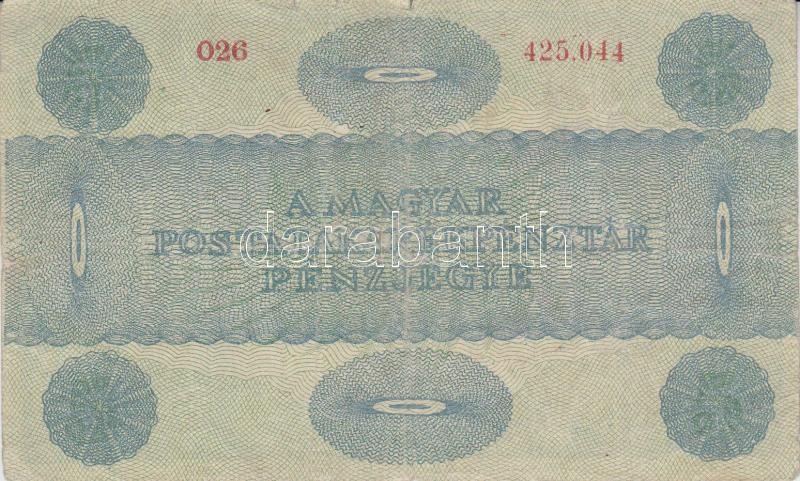 026 425.044
A MAGYAR
POSTATAKARÉKPÉNZTÁR
PÉNZJEGYE
darabanth